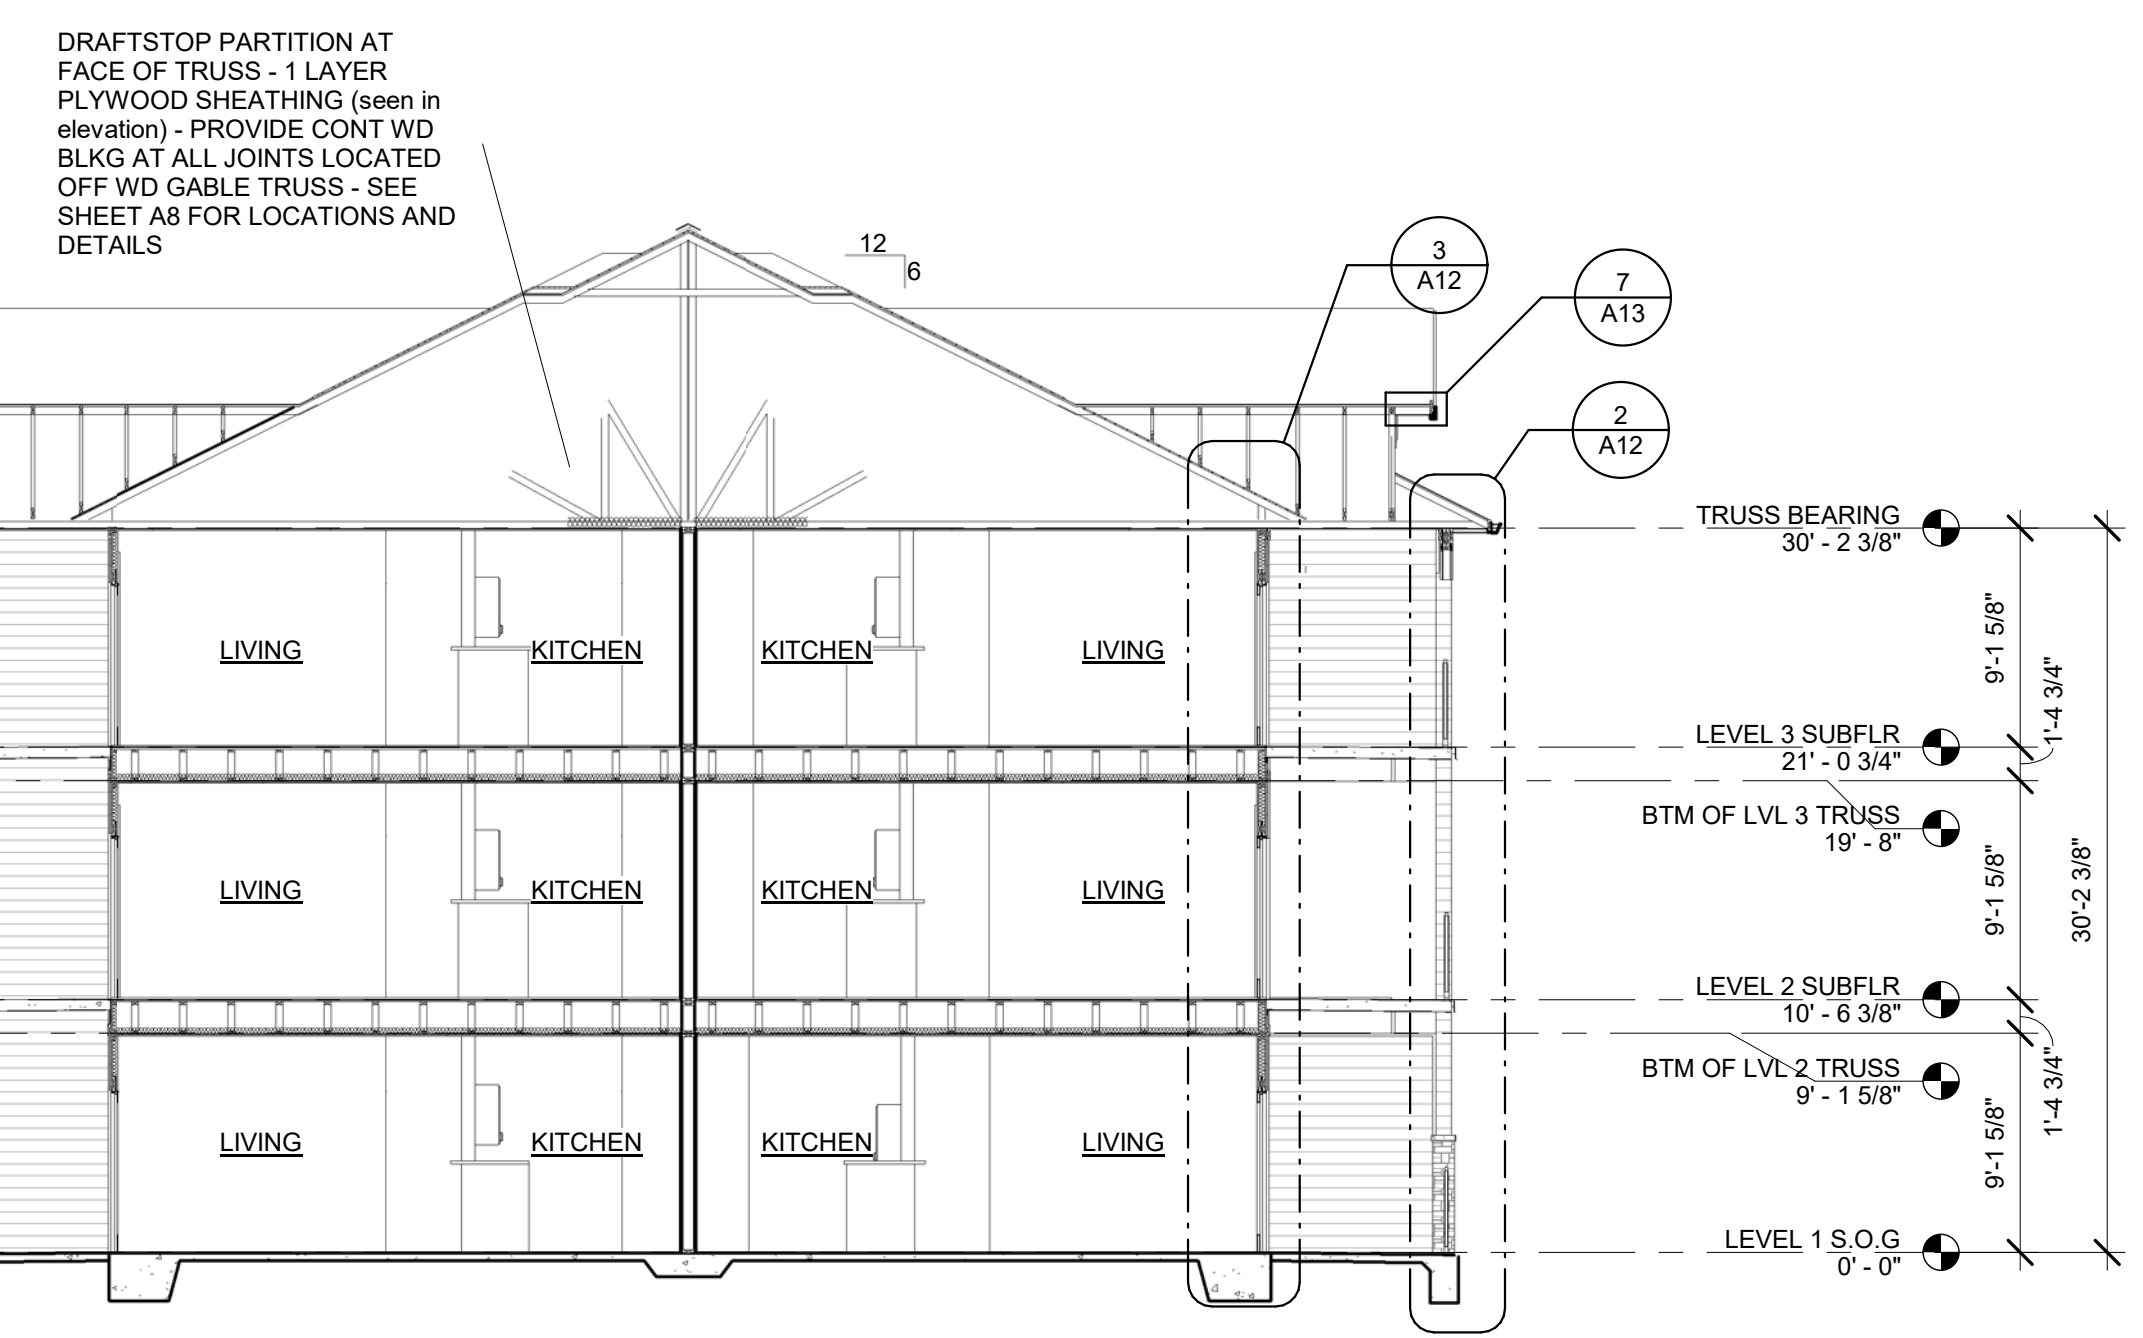 DRAFTSTOP PARTITION AT
FACE OF TRUSS - 1 LAYER
PLYWOOD SHEATHING (seen in
elevation) - PROVIDE CONT WD
BLKG AT ALL JOINTS LOCATED
OFF WD GABLE TRUSS - SEE
SHEET A8 FOR LOCATIONS AND
DETAILS
12
6
3
A12
7
A13
2
A12
TRUSS BEARING
30' - 2 3/8"
LIVING
KITCHEN
KITCHEN
LIVING
9'-1 5/8"
1'-4 3/4"
LEVEL 3 SUBFLR
21' - 0 3/4"
BTM OF LVL 3 TRUSS
19' - 8"
LIVING
KITCHEN
KITCHEN
LIVING
9'-1 5/8"
30'-2 3/8"
LEVEL 2 SUBFLR
10' - 6 3/8"
BTM OF LVL 2 TRUSS
9' - 1 5/8"
1'-4 3/4"
LIVING
KITCHEN
KITCHEN
LIVING
9'-1 5/8"
LEVEL 1 S.O.G
0' - 0"